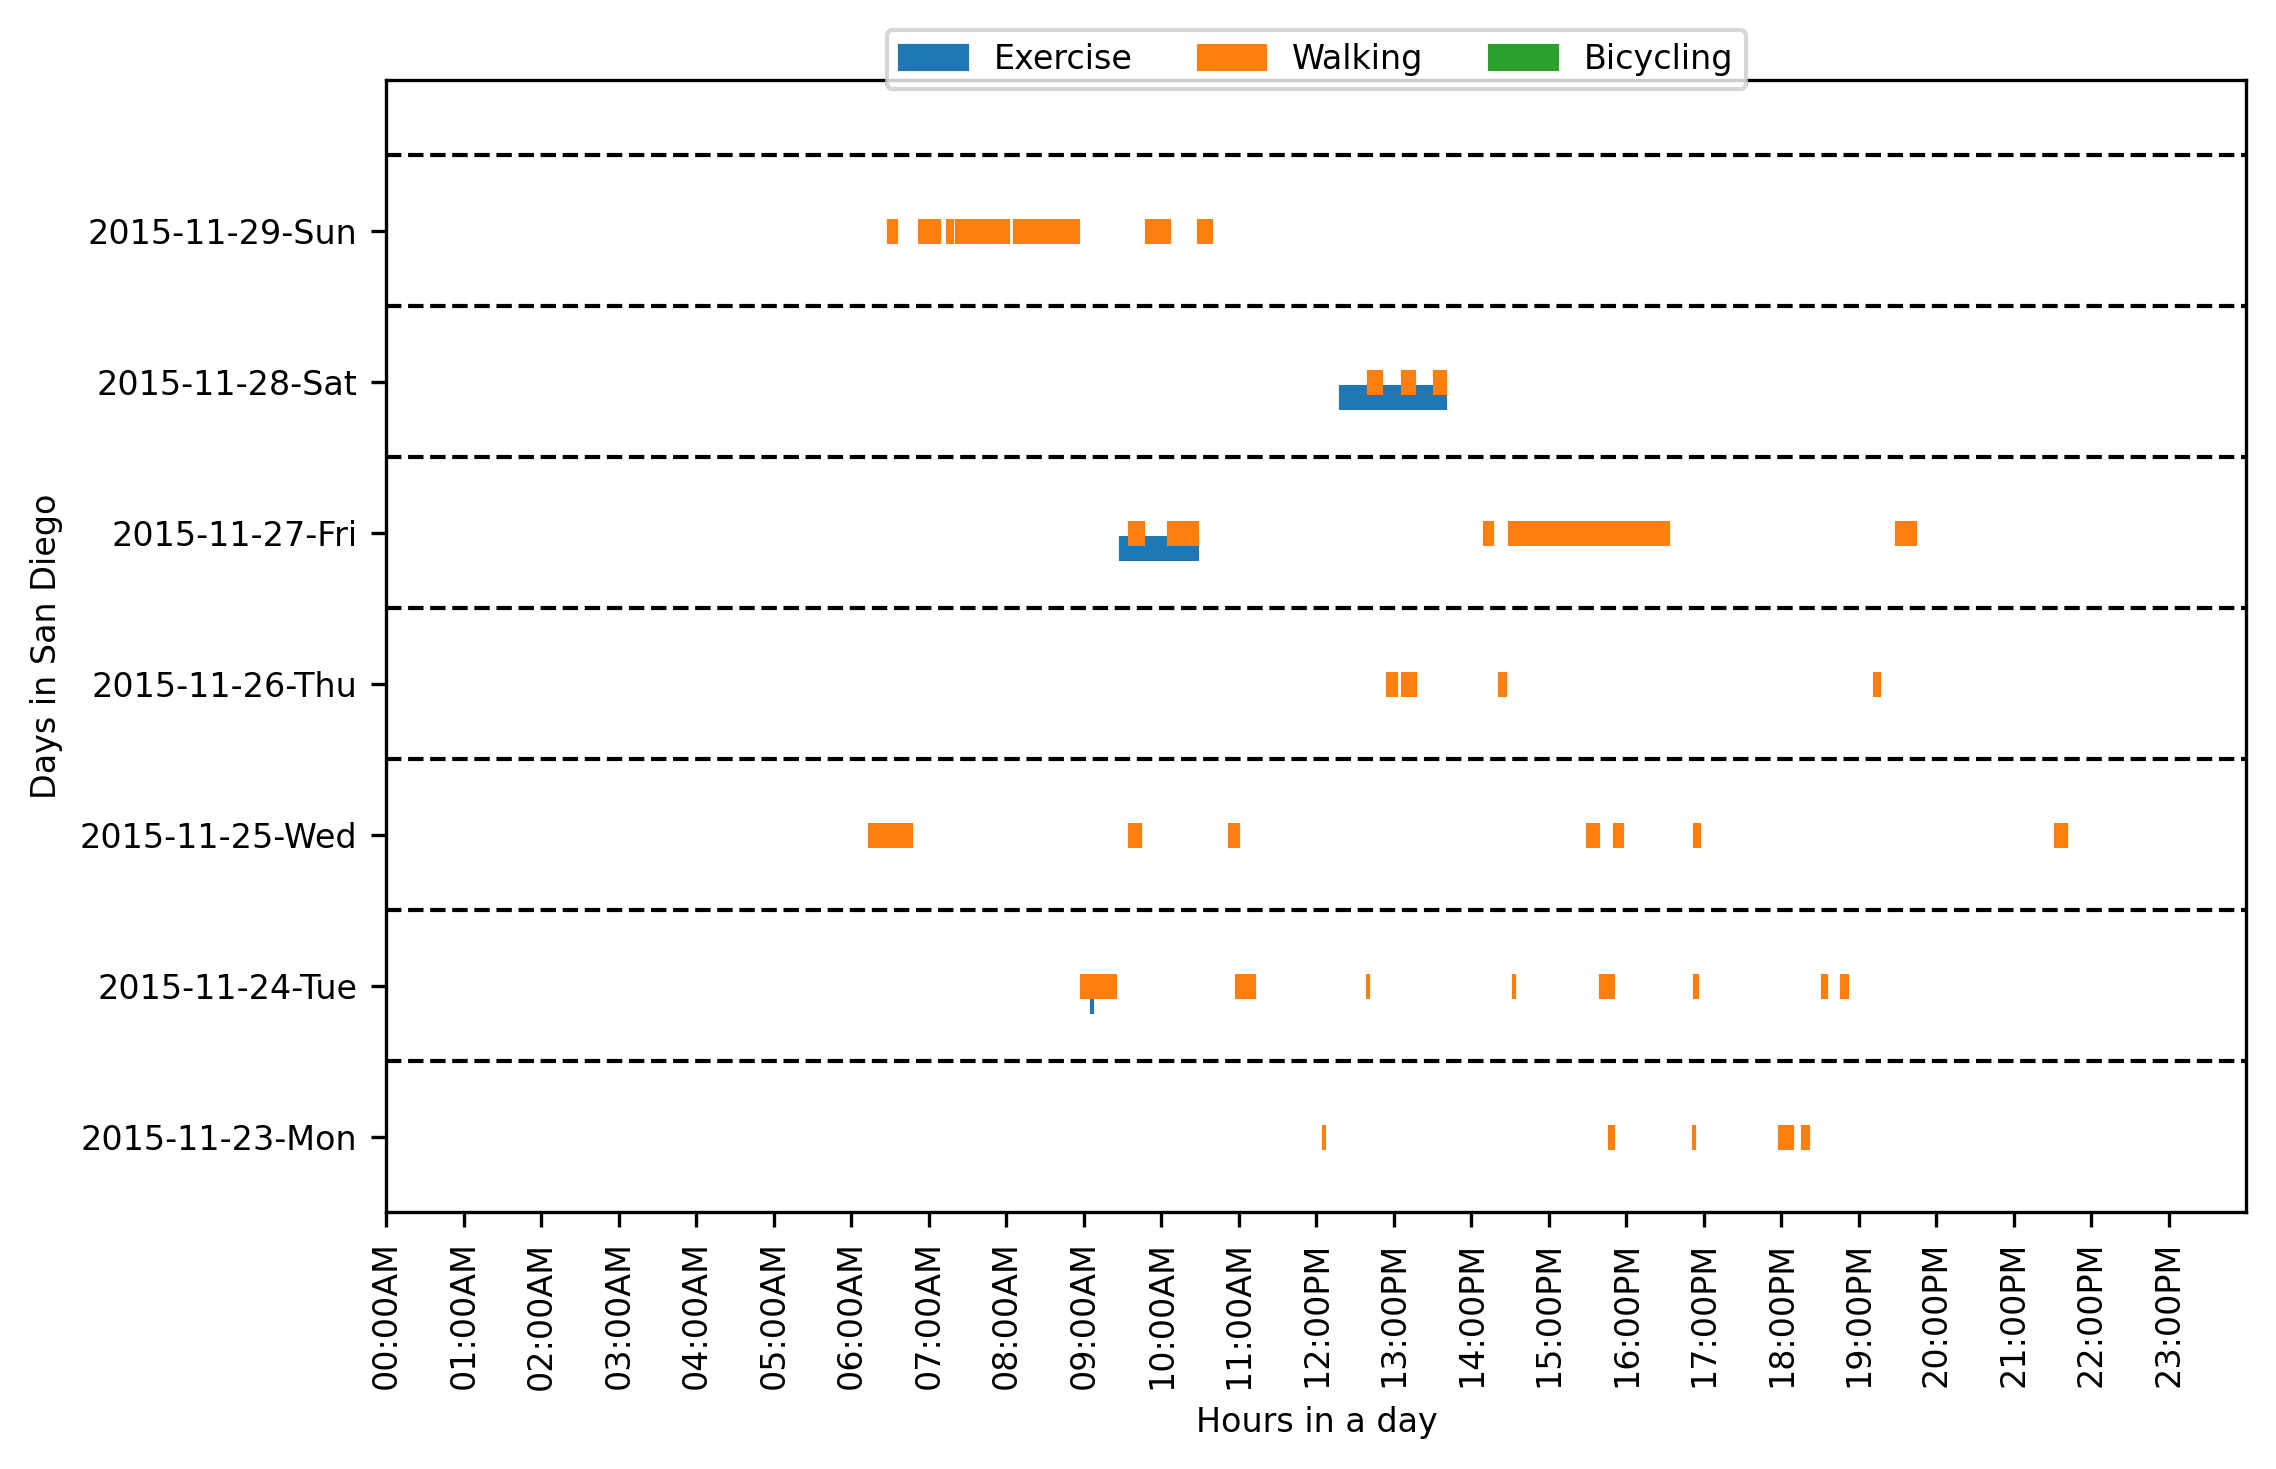 Exercise Walking Bicycling
Days in San Diego
2015-11-29-Sun
2015-11-28-Sat
2015-11-27-Fri
2015-11-26-Thu
2015-11-25-Wed
2015-11-24-Tue
2015-11-23-Mon
00:00AM
01:00AM
02:00AM
03:00AM
04:00AM
05:00AM
06:00AM
07:00AM
08:00AM
09:00AM
10:00AM
11:00AM
12:00PM
13:00PM
14:00PM
15:00PM
16:00PM
17:00PM
18:00PM
19:00PM
20:00PM
21:00PM
22:00PM
23:00PM
Hours in a day